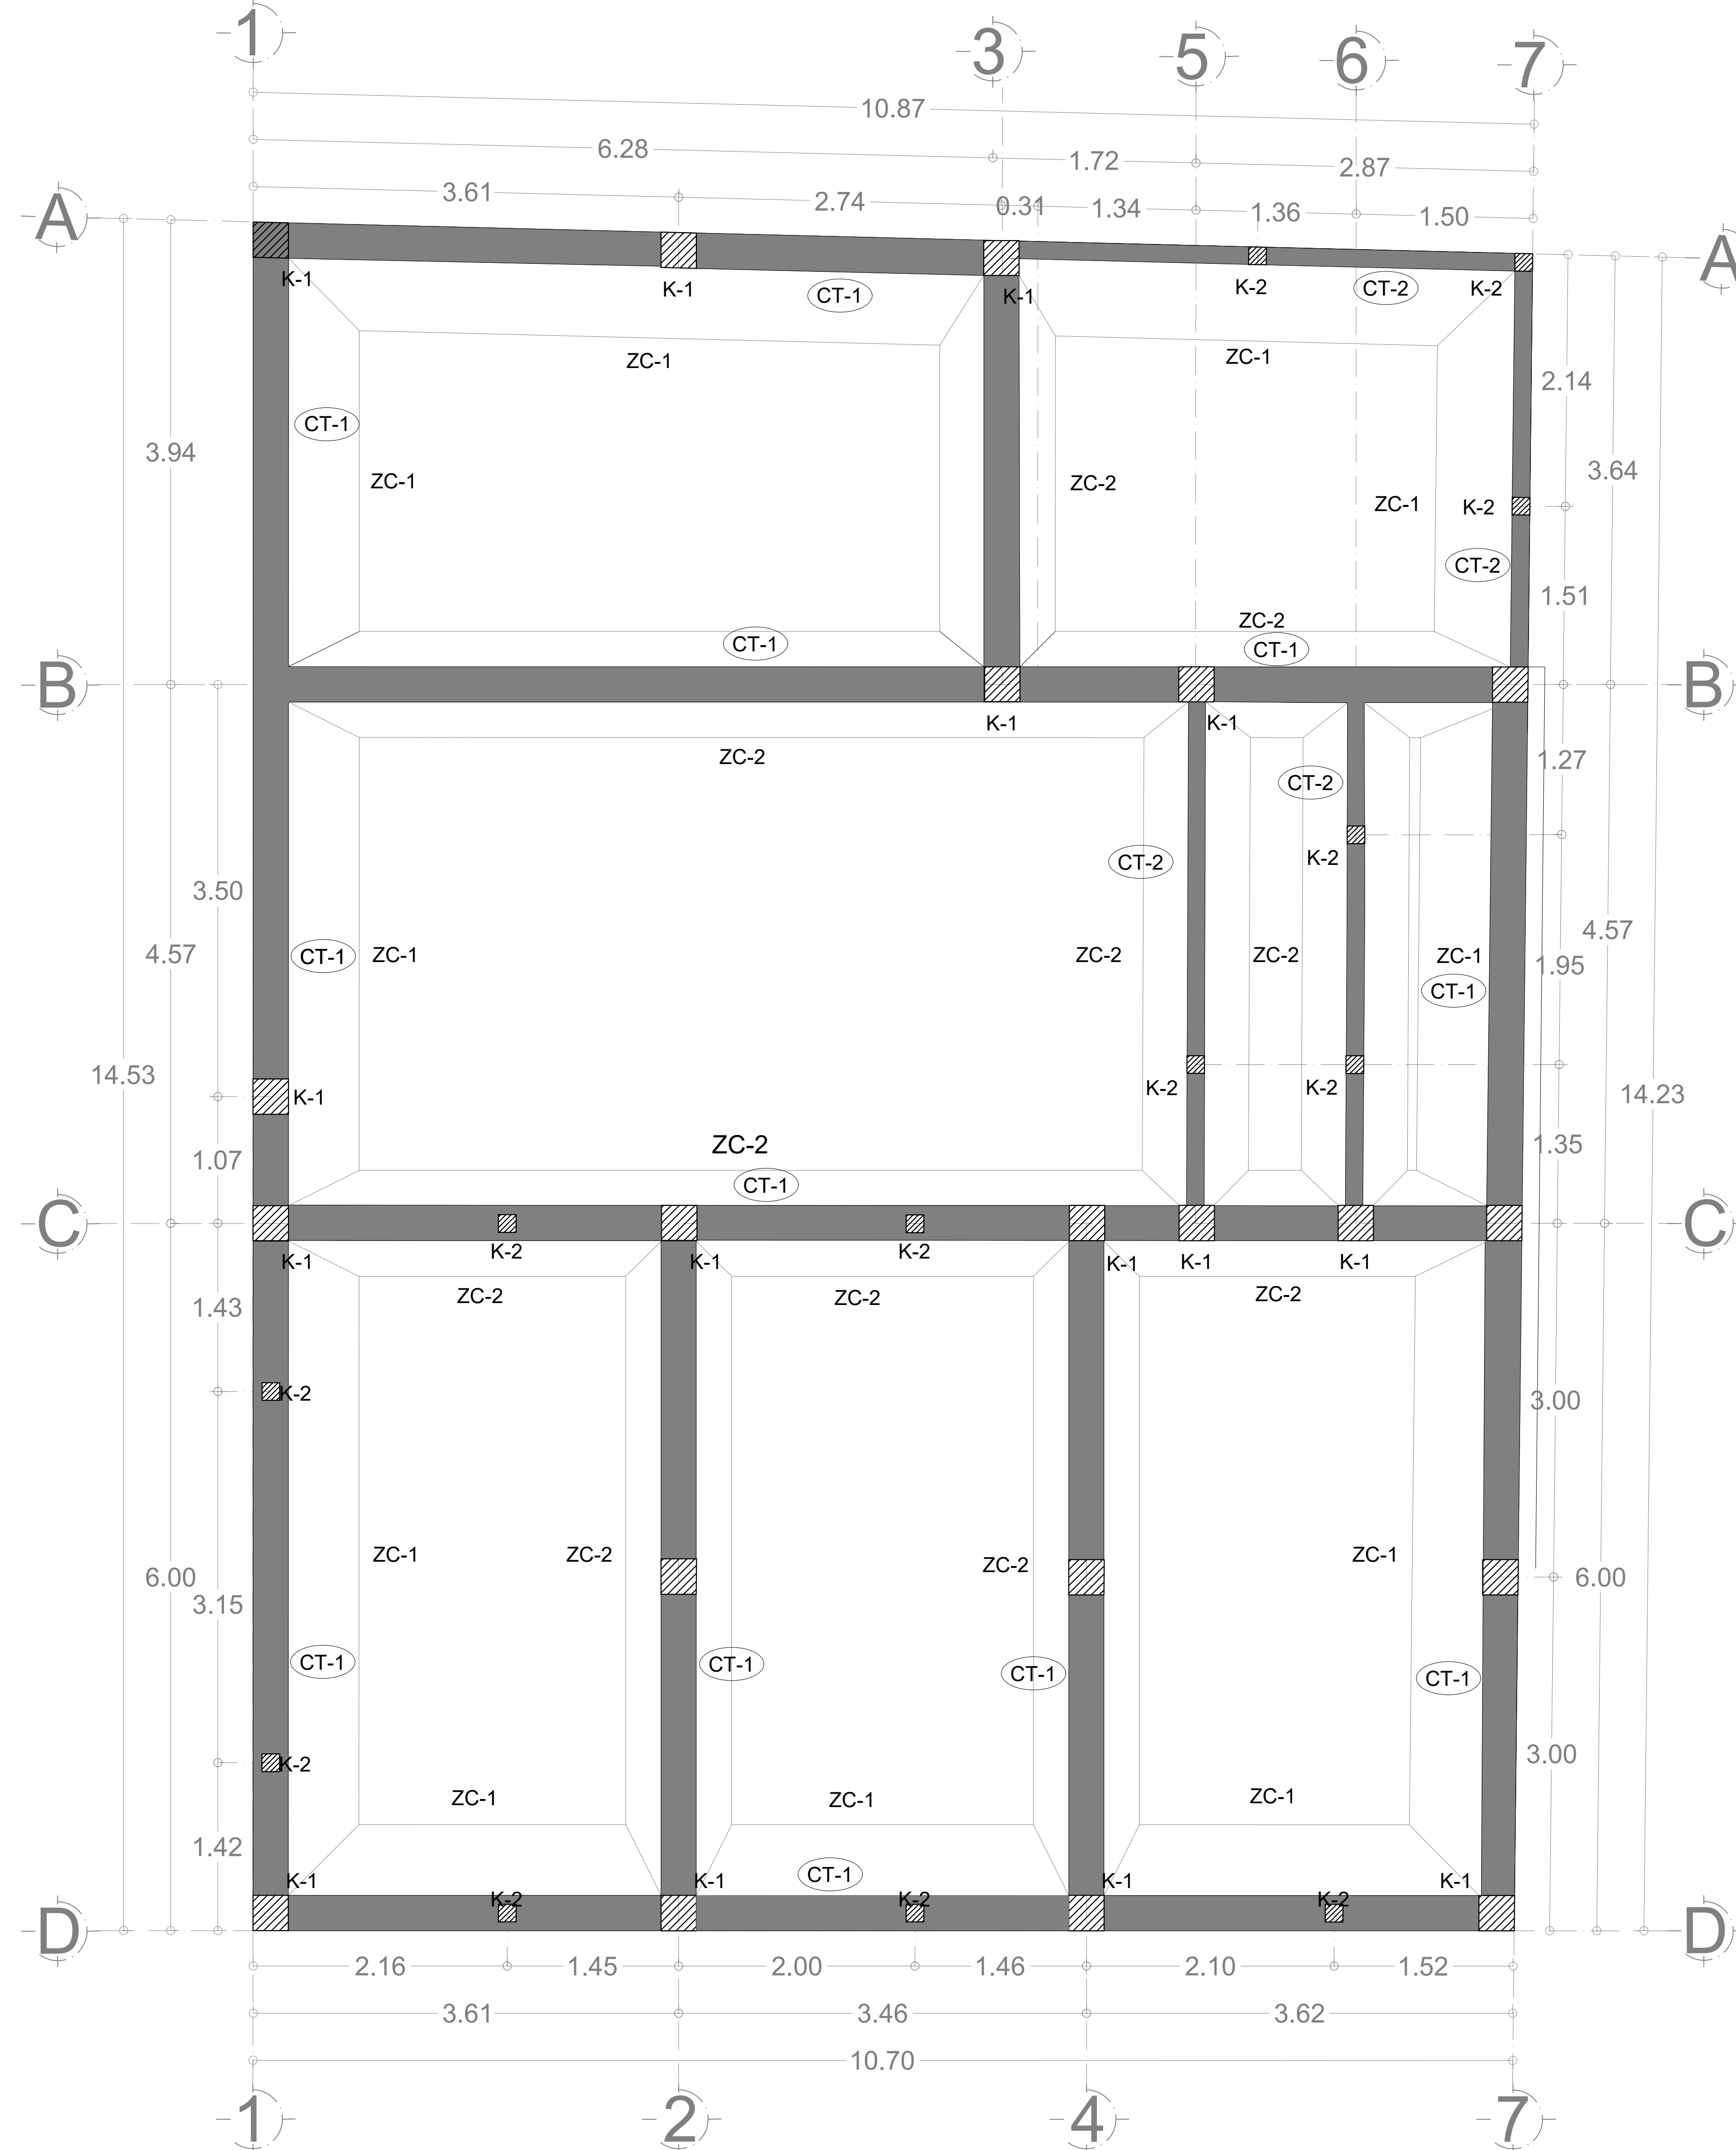 1
3
5
6
7
10.87
6.28
1.72
2.87
3.61
2.74
0.31
1.34
1.36
1.50
A
A
K-1
K-1
CT-1
K-1
K-2
CT-2
K-2
ZC-1
ZC-1
2.14
CT-1
3.94
3.64
ZC-1
ZC-2
ZC-1
K-2
CT-2
1.51
ZC-2
CT-1
CT-1
B
B
K-1
K-1
ZC-2
1.27
CT-2
CT-2
K-2
3.50
4.57
4.57
CT-1
ZC-1
ZC-2
ZC-2
ZC-1
1.95
CT-1
14.53
K-1
K-2
K-2
14.23
1.07
ZC-2
1.35
CT-1
C
C
K-1
K-2
K-1
K-2
K-1
K-1
K-1
1.43
ZC-2
ZC-2
ZC-2
K-2
3.00
ZC-1
ZC-2
ZC-2
ZC-1
6.00
6.00
3.15
CT-1
CT-1
CT-1
CT-1
K-2
3.00
ZC-1
ZC-1
ZC-1
1.42
CT-1
K-1
K-1
K-1
K-1
K-2
K-2
K-2
D
D
2.16
1.45
2.00
1.46
2.10
1.52
3.61
3.46
3.62
10.70
1
2
4
7